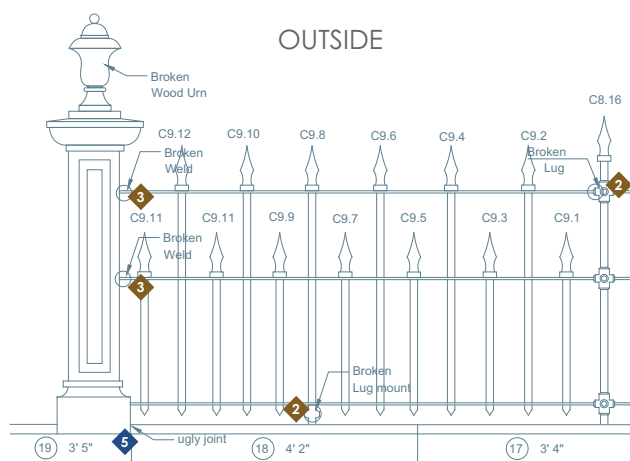 OUTSIDE
Broken
Wood Urn
C8.16
C9.12
C9.10
C9.8
C9.6
C9.4
C9.2
Broken
Weld
Broken
Lug
3
2
C9.11
C9.11
C9.9
C9.7
C9.5
C9.3
C9.1
Broken
Weld
3
Broken
Lug mount
2
5
ugly joint
19 3' 5"
18 4' 2"
17 3' 4"